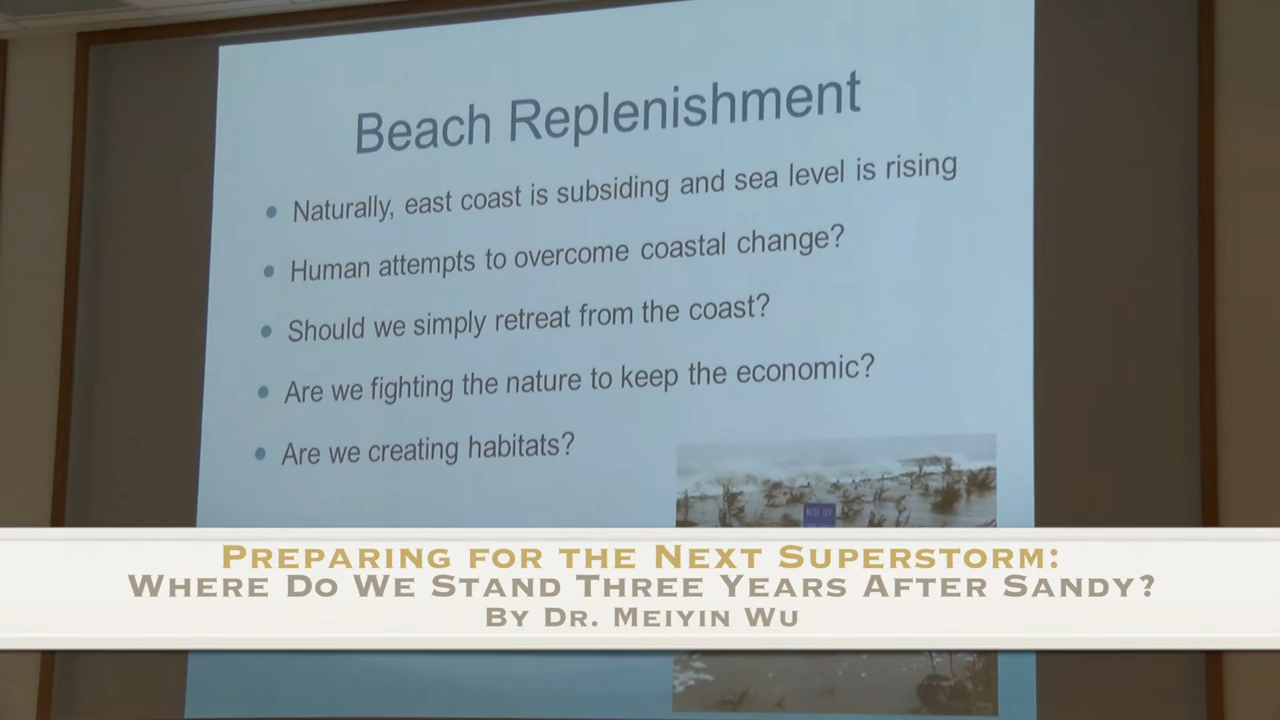 Beach Replenishment
Naturally, east coast is subsiding and sea level is rising
Human attempts to overcome coastal change?
Should we simply retreat from the coast?
Are we fighting the nature to keep the economic?
Are we creating habitats?
KEEP OFF
Preparing for the Next Superstorm:
Where Do We Stand Three Years After Sandy?
By Dr. Meiyin Wu